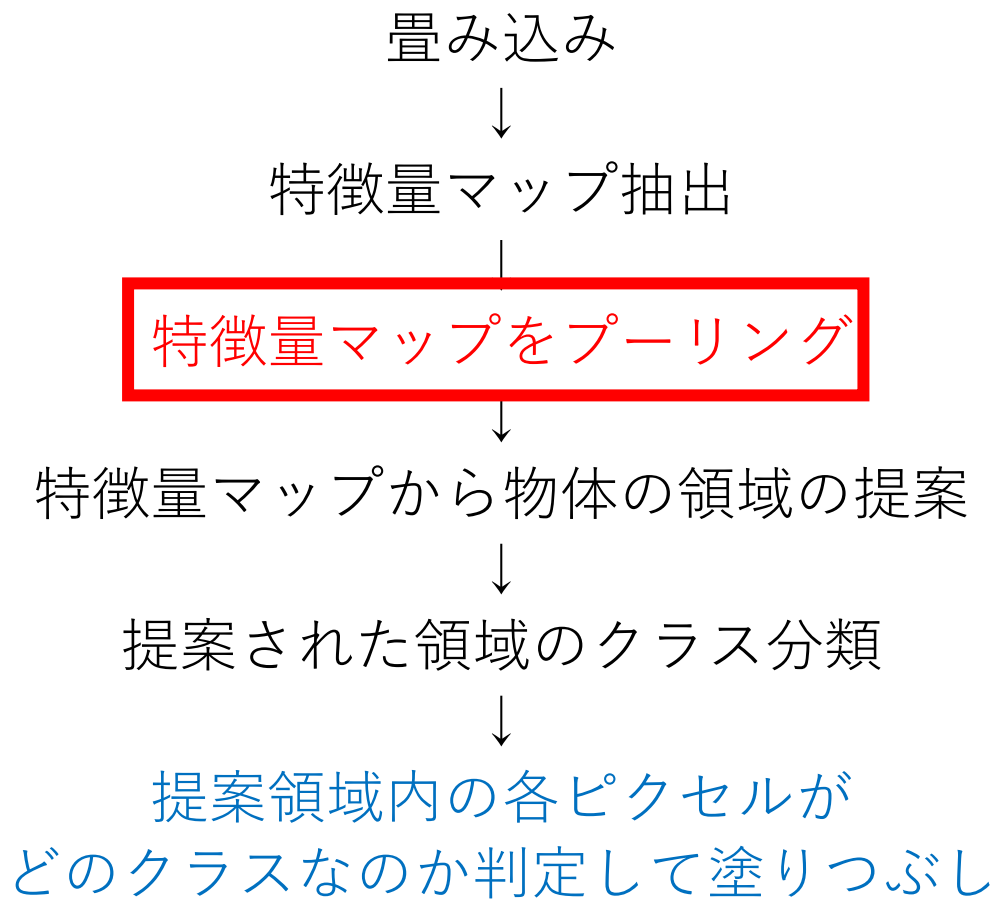 畳み込み
↓
特徴量マップ抽出
特徴量マップをプーリング
↓
特徴量マップから物体の領域の提案
↓
提案された領域のクラス分類
↓
提案領域内の各ピクセルが
どのクラスなのか判定して塗りつぶし